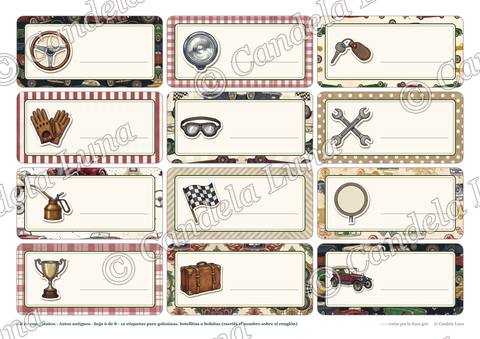 © Candela Luna
© Candela Luna
© Candela Luna
© Candela Luna
Autos antiguos - hoja 6 de 8 - 12 etiquetas para golosinas, botellitas o bolsitas (escribí el nombre sobre el renglón)
cortar por la línea gris © Candela Luna